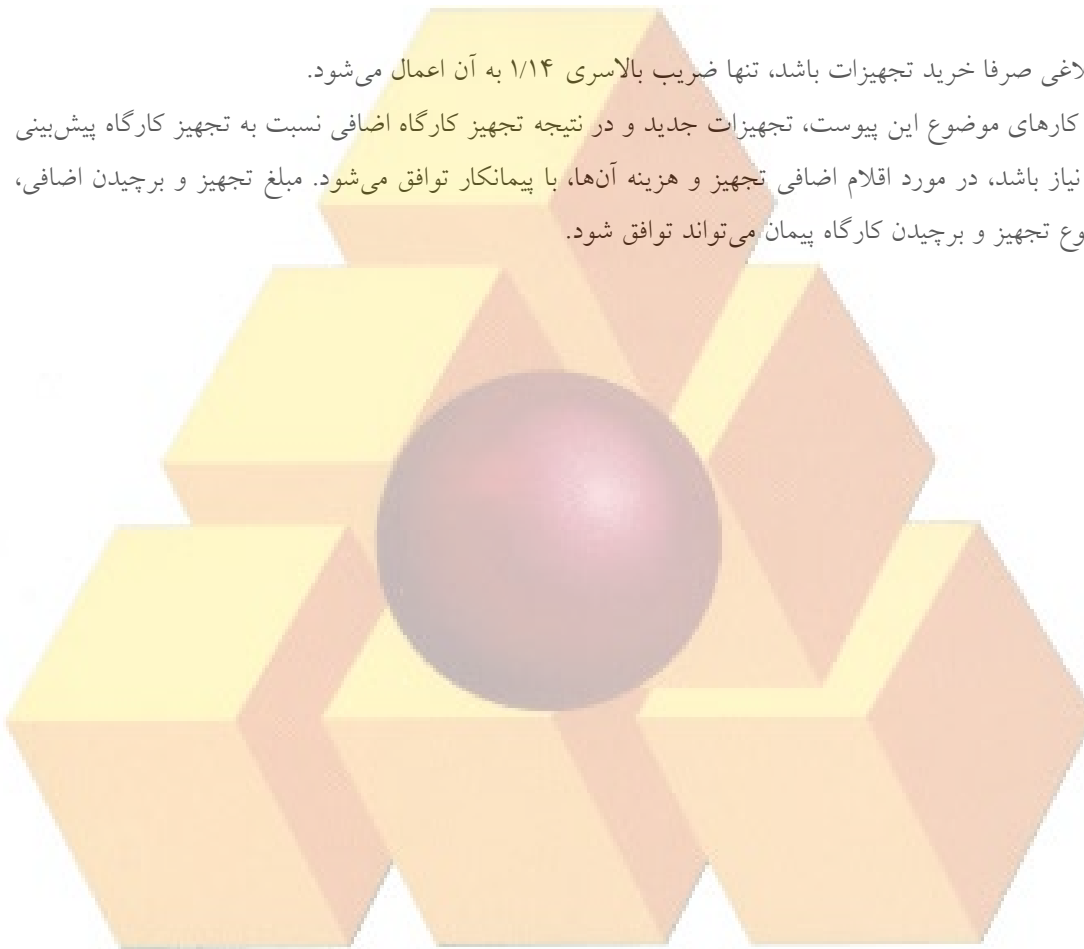 صرفا خرید تجهیزات باشد، تنها ضریب بالاسری ۱/۱۴ به آن اعمال می‌شود.
کارهای موضوع این پیوست، تجهیزات جدید و در نتیجه تجهیز کارگاه اضافی نسبت به تجهیز کارگاه پیش‌بینی
نیاز باشد، در مورد اقلام اضافی تجهیز و هزینه آن‌ها، با پیمانکار توافق می‌شود. مبلغ تجهیز و برچیدن اضافی،
تجهیز و برچیدن کارگاه پیمان می‌تواند توافق شود.